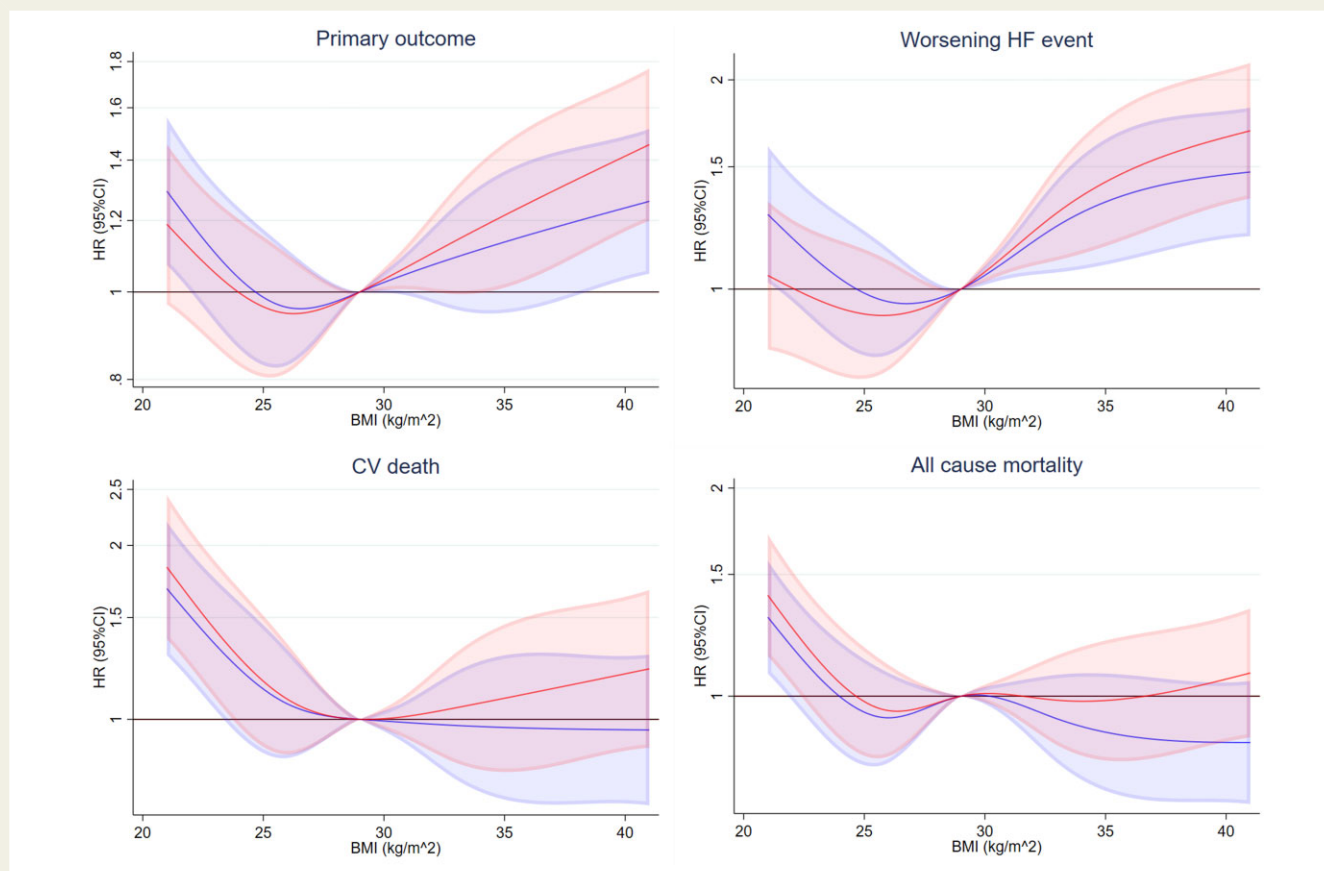 Primary outcome
HR (95%CI)
1.8
1.6
1.4
1.2
1
.8
20 25 30 35 40
BMI (kg/m^2)
Worsening HF event
HR (95%CI)
2
1.5
1
20 25 30 35 40
BMI (kg/m^2)
CV death
HR (95%CI)
2.5
2
1.5
1
20 25 30 35 40
BMI (kg/m^2)
All cause mortality
HR (95%CI)
2
1.5
1
20 25 30 35 40
BMI (kg/m^2)